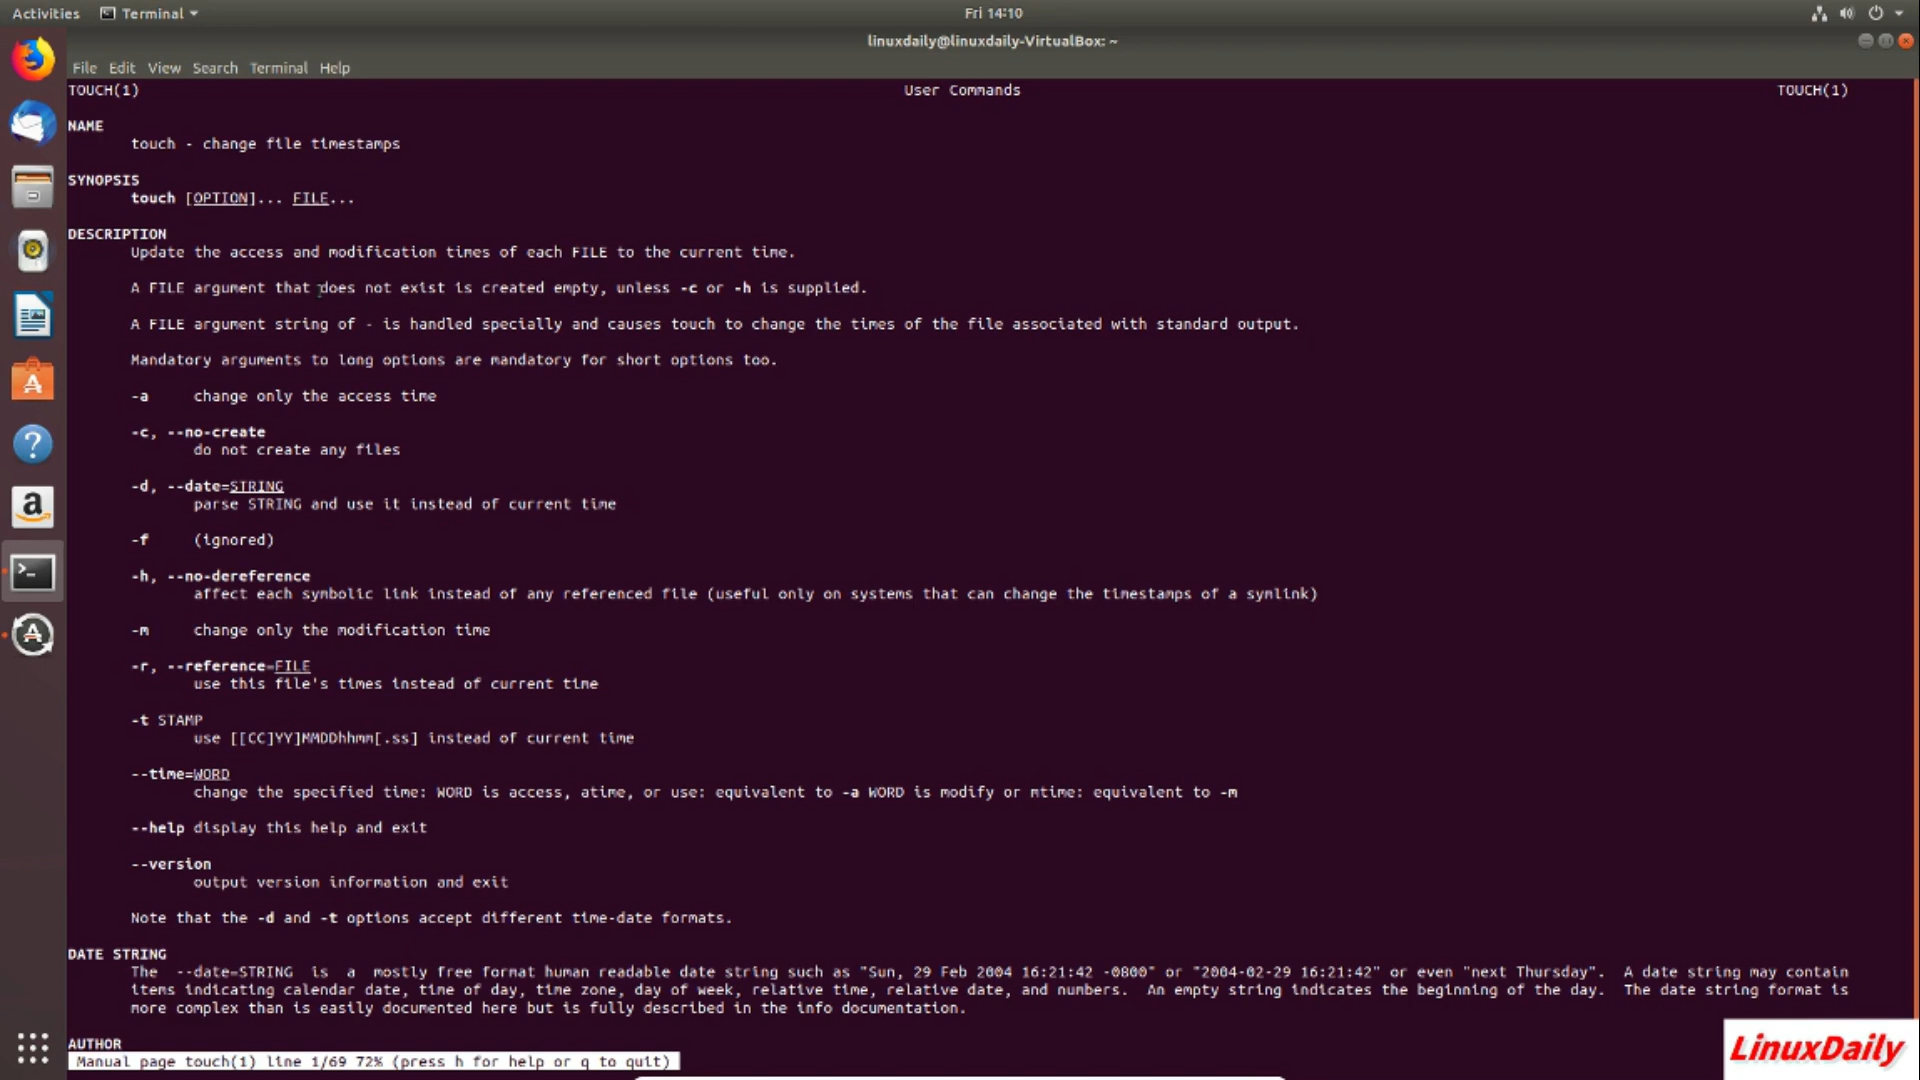 Activities Terminal Fri 14:10
linuxdaily@linuxdaily-VirtualBox: ~
File Edit View Search Terminal Help
TOUCH(1) User Commands TOUCH(1)
NAME
touch - change file timestamps
SYNOPSIS
touch [OPTION]... FILE...
DESCRIPTION
Update the access and modification times of each FILE to the current time.
A FILE argument that does not exist is created empty, unless -c or -h is supplied.
A FILE argument string of - is handled specially and causes touch to change the times of the file associated with standard output.
Mandatory arguments to long options are mandatory for short options too.
-a change only the access time
-c, --no-create
do not create any files
-d, --date=STRING
parse STRING and use it instead of current time
-f (ignored)
-h, --no-dereference
affect each symbolic link instead of any referenced file (useful only on systems that can change the timestamps of a symlink)
-m change only the modification time
-r, --reference=FILE
use this file's times instead of current time
-t STAMP
use [[CC]YY]MMDDhhmm[.ss] instead of current time
--time=WORD
change the specified time: WORD is access, atime, or use: equivalent to -a WORD is modify or mtime: equivalent to -m
--help display this help and exit
--version
output version information and exit
Note that the -d and -t options accept different time-date formats.
DATE STRING
The --date=STRING is a mostly free format human readable date string such as "Sun, 29 Feb 2004 16:21:42 -0800" or "2004-02-29 16:21:42" or even "next Thursday". A date string may contain
items indicating calendar date, time of day, time zone, day of week, relative time, relative date, and numbers. An empty string indicates the beginning of the day. The date string format is
more complex than is easily documented here but is fully described in the info documentation.
AUTHOR
Manual page touch(1) line 1/69 72% (press h for help or q to quit)
LinuxDaily